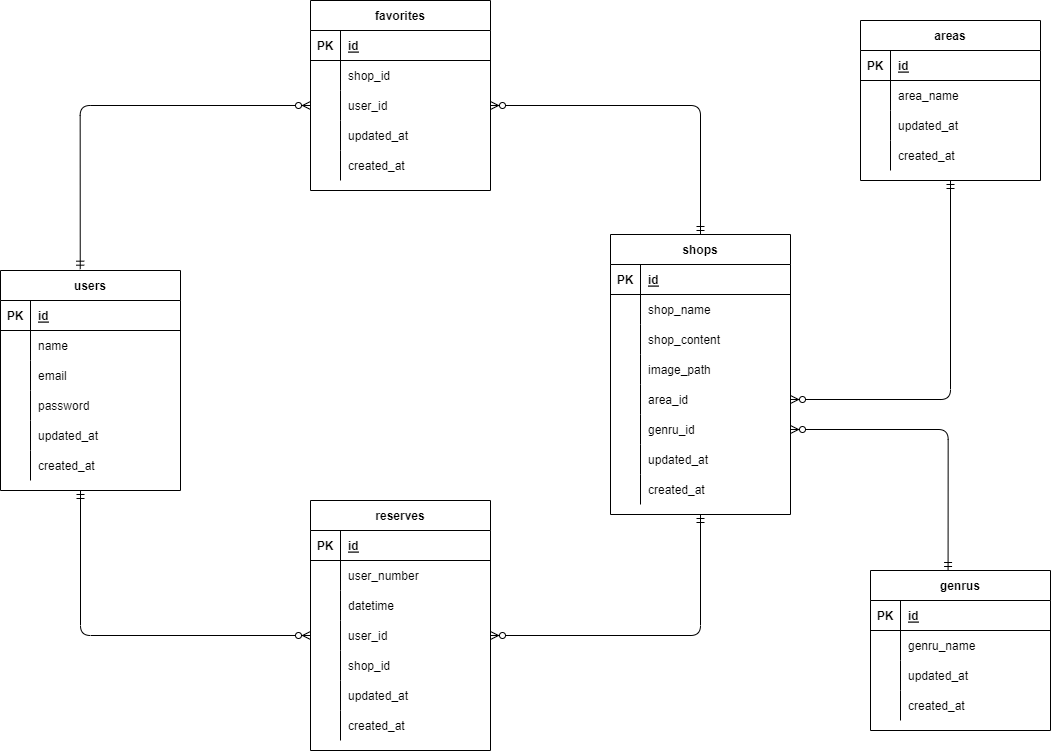 favorites
PK id
shop_id
user_id
updated_at
created_at
areas
PK id
area_name
updated_at
created_at
users
PK id
name
email
password
updated_at
created_at
shops
PK id
shop_name
shop_content
image_path
area_id
genru_id
updated_at
created_at
reserves
PK id
user_number
datetime
user_id
shop_id
updated_at
created_at
genrus
PK id
genru_name
updated_at
created_at